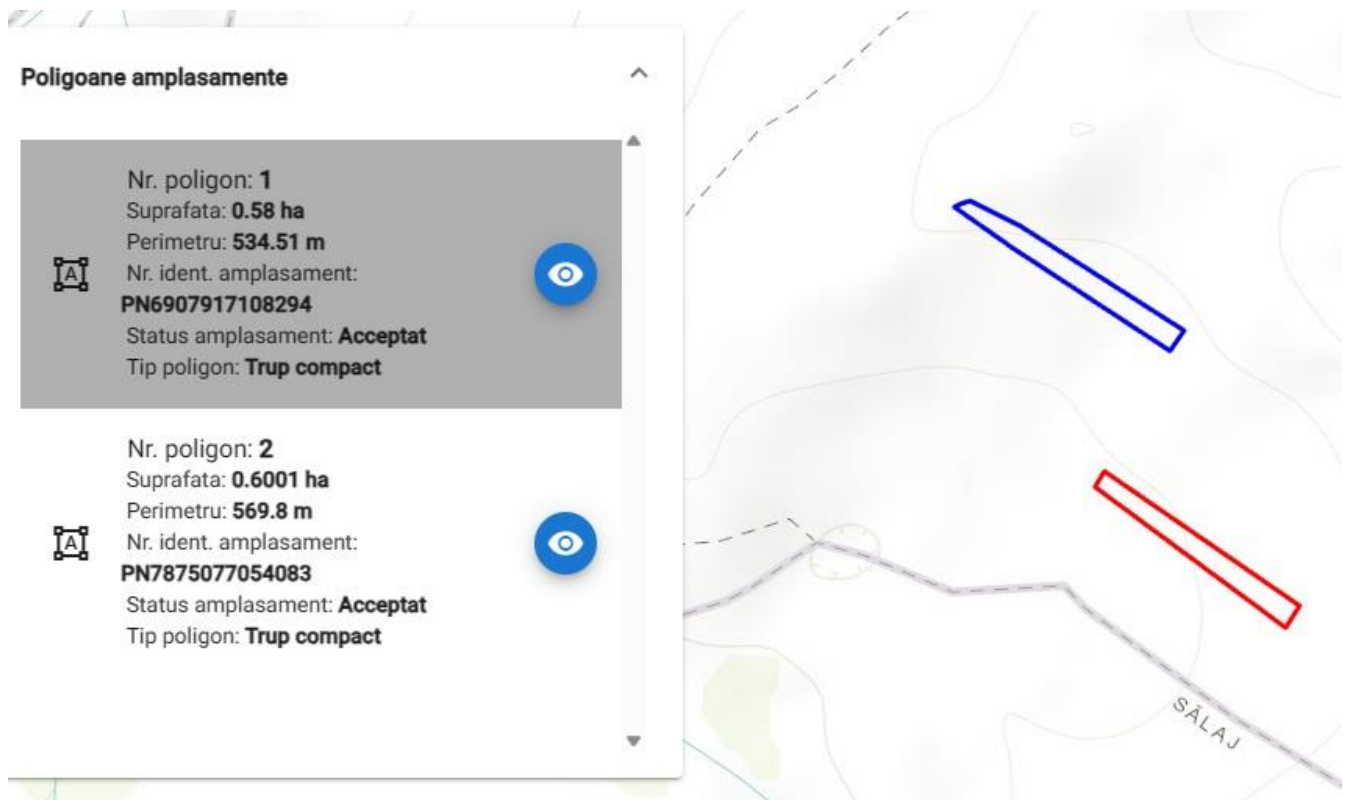 Poligoane amplasamente
Nr. poligon: 1
Suprafata: 0.58 ha
Perimetru: 534.51 m
A
Nr. ident. amplasament:
PN6907917108294
Status amplasament: Acceptat
Tip poligon: Trup compact
Nr. poligon: 2
Suprafata: 0.6001 ha
Perimetru: 569.8 m
A
Nr. ident. amplasament:
PN7875077054083
Status amplasament: Acceptat
Tip poligon: Trup compact
SĂLAJ